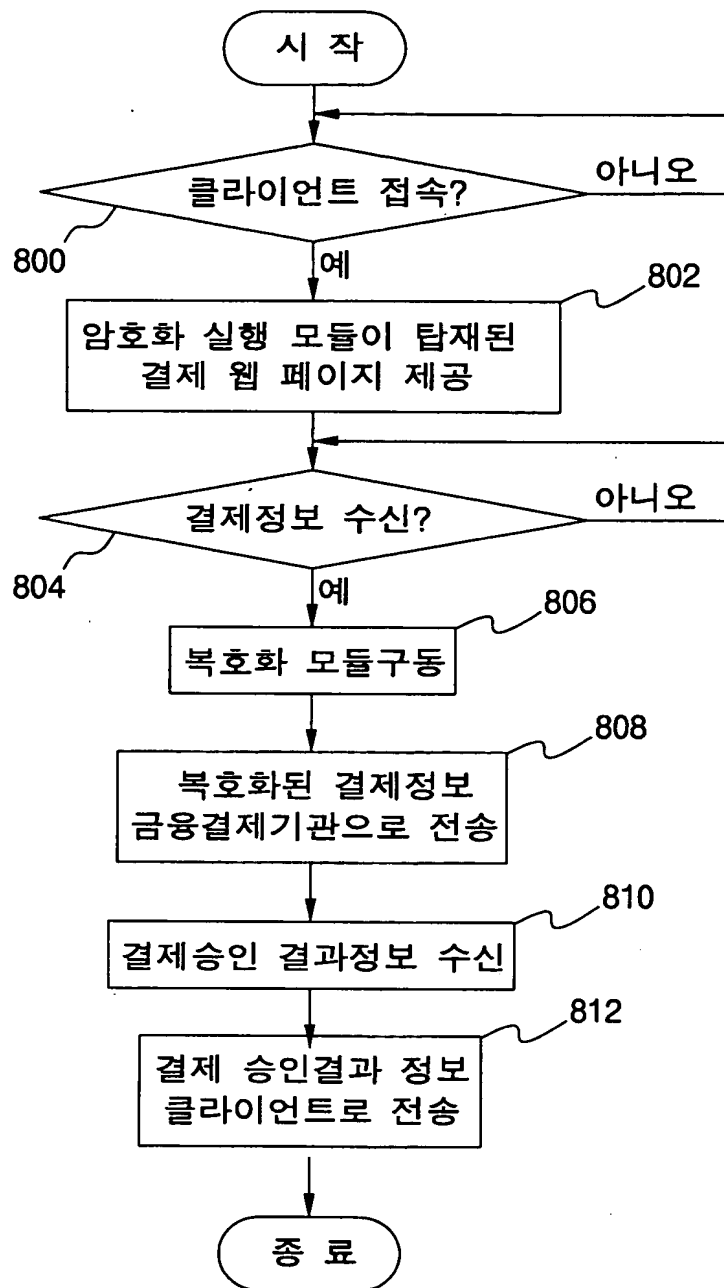 시 작
클라이언트 접속?
아니오
800
예
802
암호화 실행 모듈이 탑재된
결제 웹 페이지 제공
결제정보 수신?
아니오
804
예
806
복호화 모듈구동
808
복호화된 결제정보
금융결제기관으로 전송
810
결제승인 결과정보 수신
812
결제 승인결과 정보
클라이언트로 전송
종 료